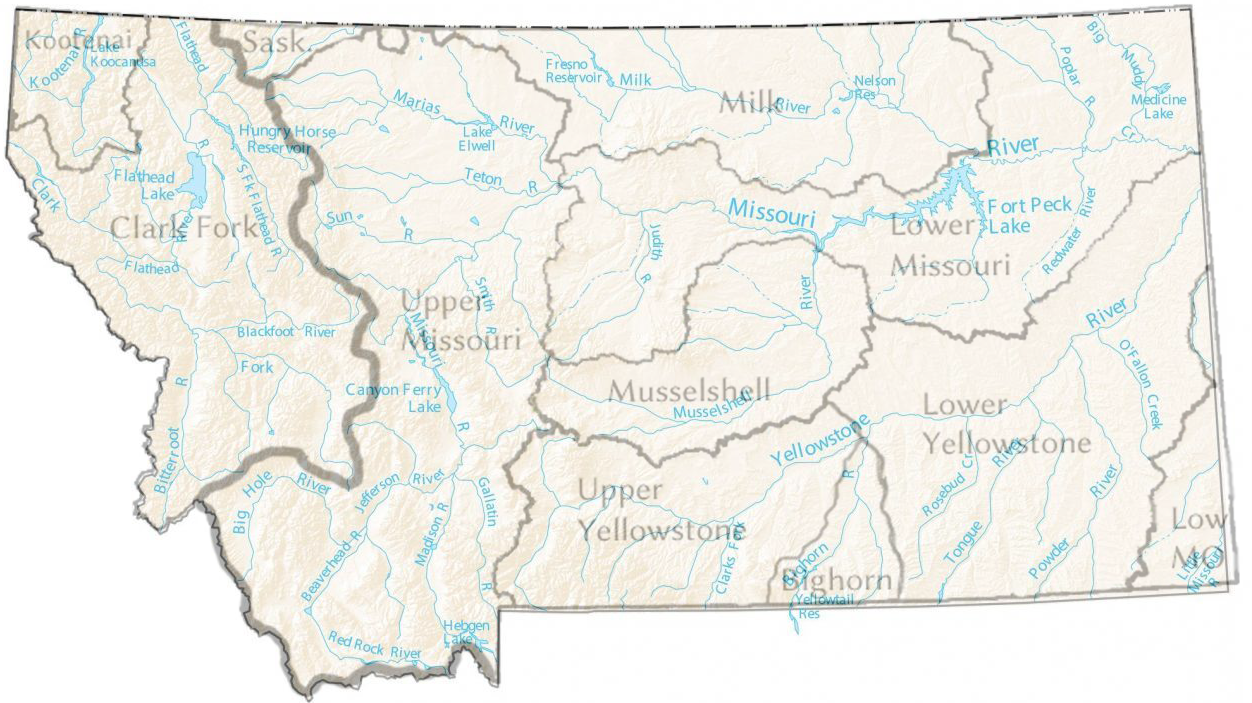 Kootenai
Kootenai R
Lake
Koocanusa
Flathead
R
River
Sask.
Hungry Horse
Reservoir
S Fk Flathead R
Flathead
Lake
Clark
Fork
Clark Fork
Flathead
Blackfoot River
Bitterroot R
Marias River
Lake
Elwell
Teton R
Sun R
Smith R
Upper
Missouri
Missouri
R
Canyon Ferry
Lake
Big Hole River
Jefferson River
Beaverhead R
Madison R
Gallatin R
Red Rock River
Hebgen
Lake
Fresno
Reservoir
Milk River
Milk
Nelson
Res
Poplar R
Big Muddy Cr
Medicine
Lake
Missouri River
Fort Peck
Lake
Lower
Missouri
Redwater River
Judith R
Musselshell River
Musselshell
Upper
Yellowstone
Yellowstone River
Clarks Fork
Bighorn R
Bighorn
Yellowtail
Res
Lower
Yellowstone
Rosebud Cr
Tongue River
Powder River
O'Fallon Creek
Low
MO
Little
Missouri
R